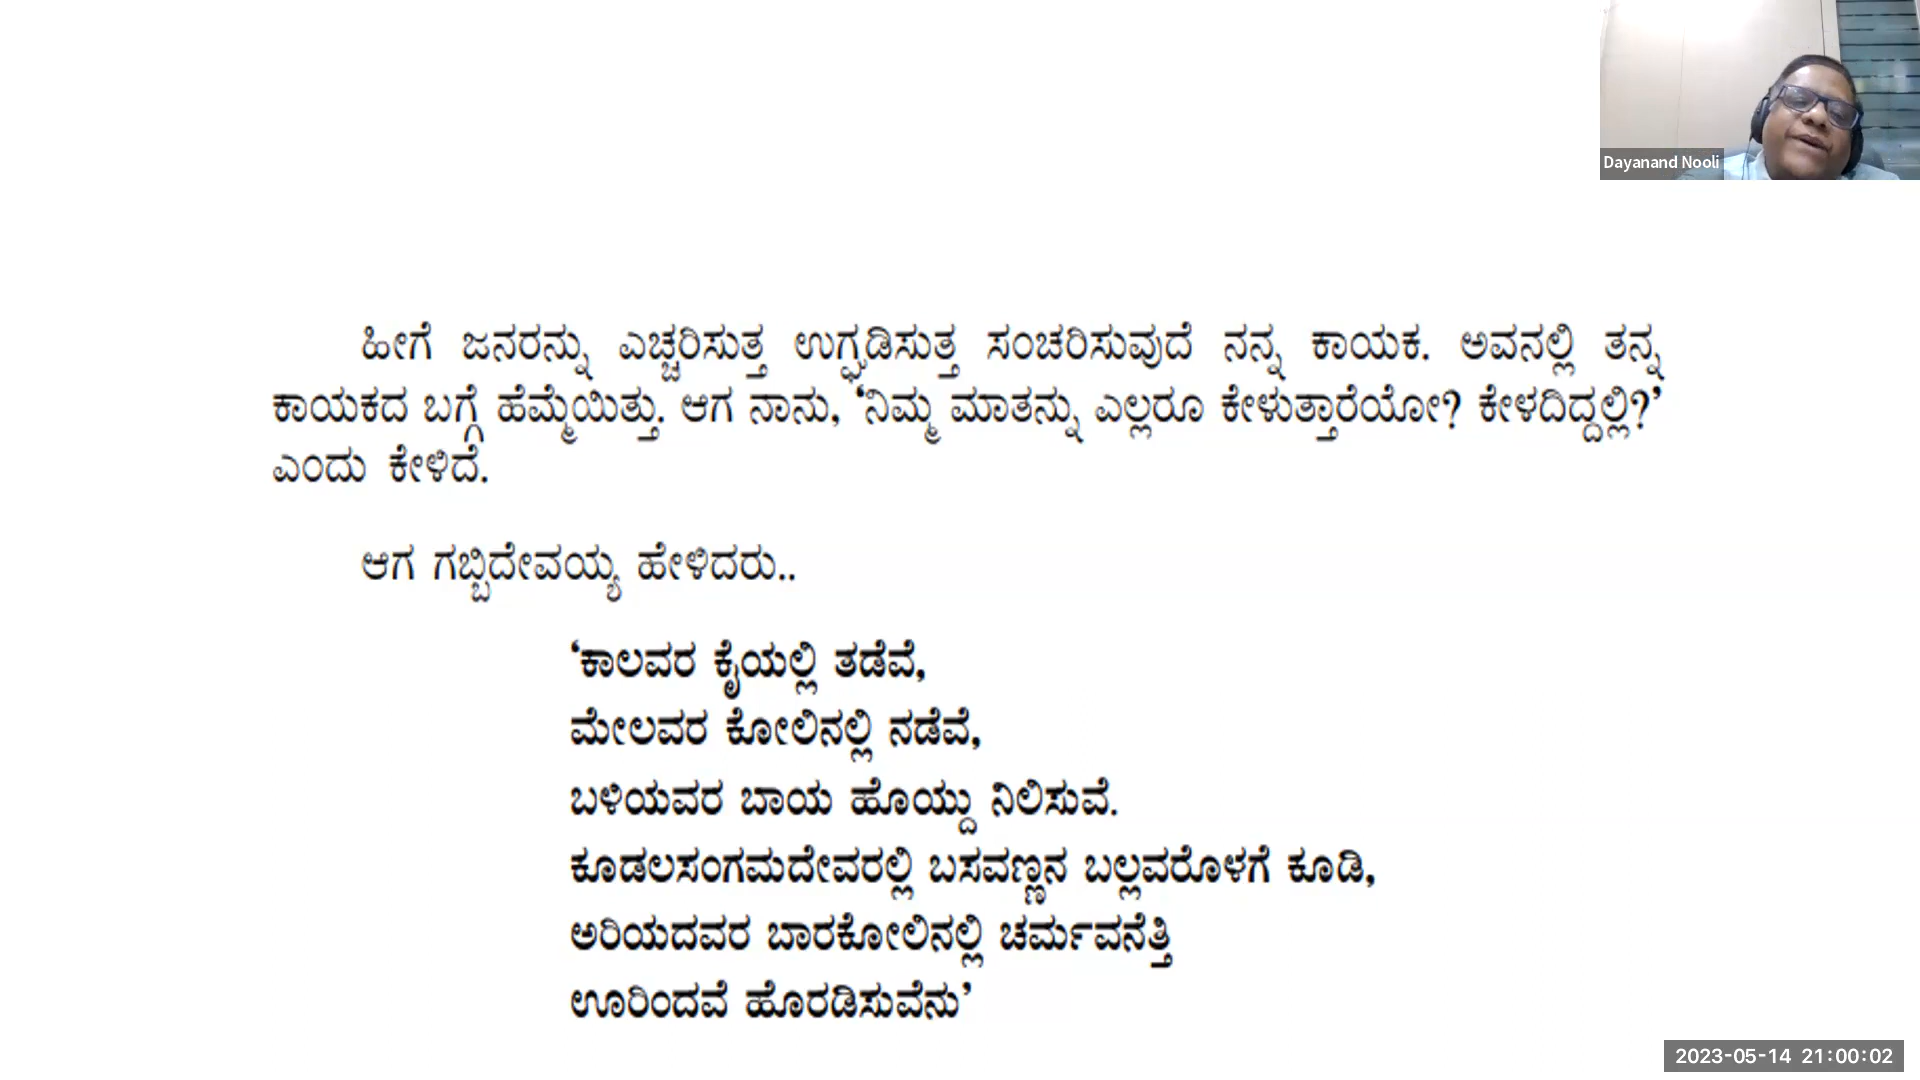 Dayanand Nooli
ಹೀಗೆ ಜನರನ್ನು ಎಚ್ಚರಿಸುತ್ತ ಉಗ್ಘಡಿಸುತ್ತ ಸಂಚರಿಸುವುದೆ ನನ್ನ ಕಾಯಕ. ಅವನಲ್ಲಿ ತನ್ನ
ಕಾಯಕದ ಬಗ್ಗೆ ಹೆಮ್ಮೆಯಿತ್ತು. ಆಗ ನಾನು, ‘ನಿಮ್ಮ ಮಾತನ್ನು ಎಲ್ಲರೂ ಕೇಳುತ್ತಾರೆಯೋ? ಕೇಳದಿದ್ದಲ್ಲಿ?’
ಎಂದು ಕೇಳಿದೆ.
ಆಗ ಗಬ್ಬಿದೇವಯ್ಯ ಹೇಳಿದರು..
‘ಕಾಲವರ ಕೈಯಲ್ಲಿ ತಡೆವೆ,
ಮೇಲವರ ಕೋಲಿನಲ್ಲಿ ನಡೆವೆ,
ಬಳಿಯವರ ಬಾಯ ಹೊಯ್ದು ನಿಲಿಸುವೆ.
ಕೂಡಲಸಂಗಮದೇವರಲ್ಲಿ ಬಸವಣ್ಣನ ಬಲ್ಲವರೊಳಗೆ ಕೂಡಿ,
ಅರಿಯದವರ ಬಾರಕೋಲಿನಲ್ಲಿ ಚರ್ಮವನೆತ್ತಿ
ಊರಿಂದವೆ ಹೊರಡಿಸುವೆನು’
2023-05-14 21:00:02